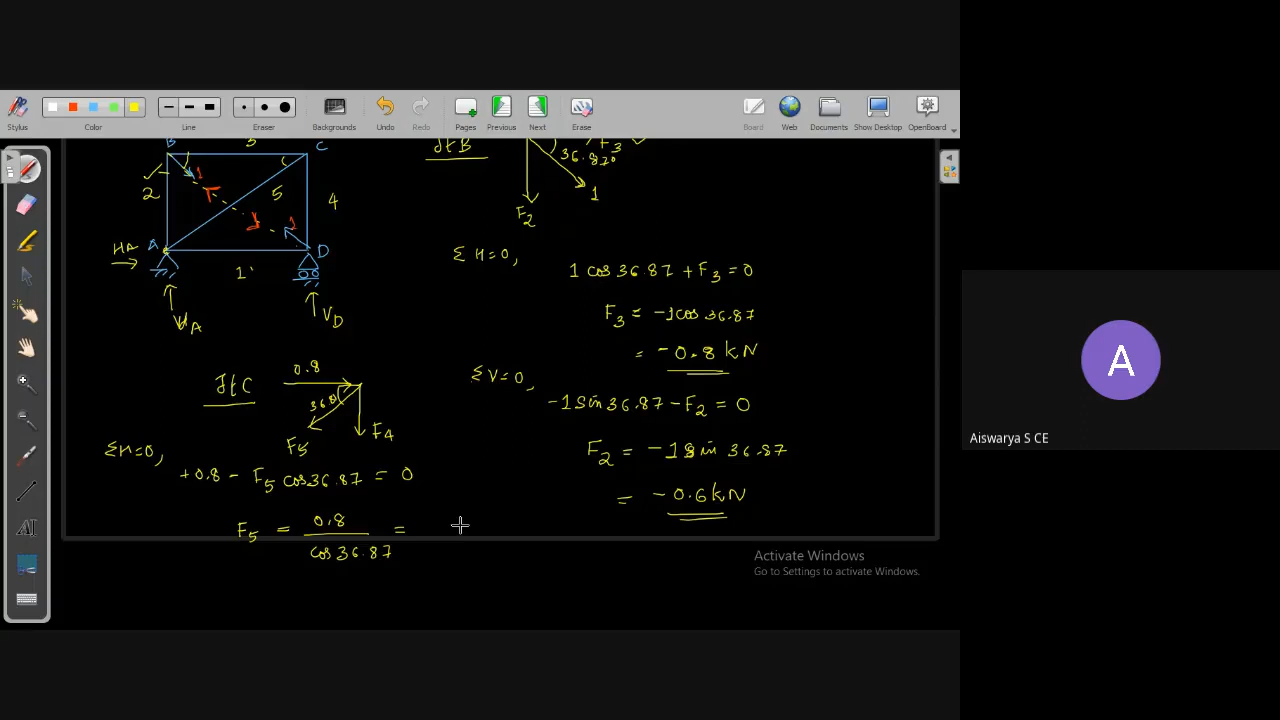 Stylus
Color
Line
Eraser
Backgrounds
Undo
Redo
Pages
Previous
Next
Erase
Board
Web
Documents
Show Desktop
OpenBoard
B
3
C
2
1
T
5
4
1
HA
A
D
1
VA
VD
Jt B
36.87°
F3
1
F2
Σ H=0,
1 cos 36.87 + F3 = 0
F3 = -1cos 36.87
= -0.8 kN
Σ V=0,
-1sin 36.87 - F2 = 0
F2 = -1 sin 36.87
= -0.6 kN
Jt C
0.8
36.8
F5
F4
ΣH=0,
+0.8 - F5 cos 36.87 = 0
F5 = 0.8 / cos 36.87 =
Activate Windows
Go to Settings to activate Windows.
A
Aiswarya S CE